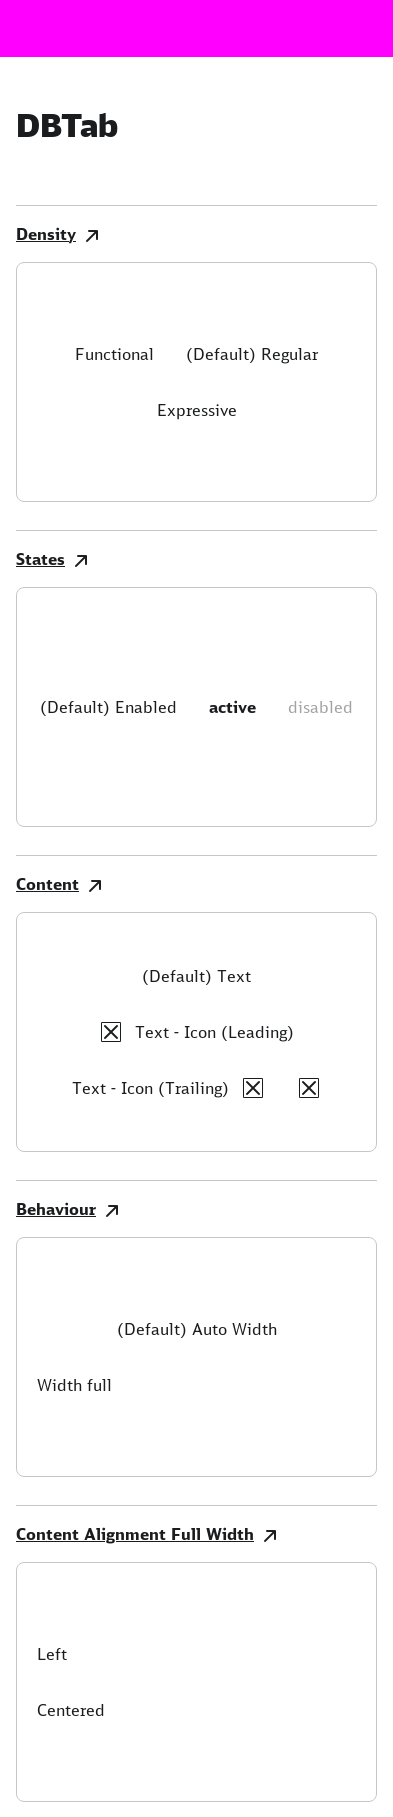 DBTab
Density
Functional (Default) Regular
Expressive
States
(Default) Enabled active disabled
Content
(Default) Text
Text - Icon (Leading)
Text - Icon (Trailing)
Behaviour
(Default) Auto Width
Width full
Content Alignment Full Width
Left
Centered